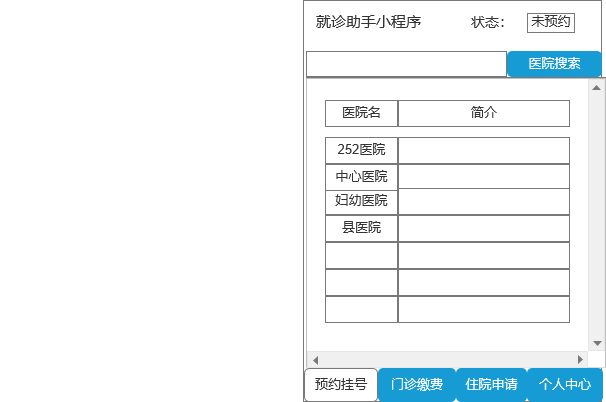 就诊助手小程序 状态： 未预约
医院搜索
医院名 简介
252医院
中心医院
妇幼医院
县医院
预约挂号 门诊缴费 住院申请 个人中心